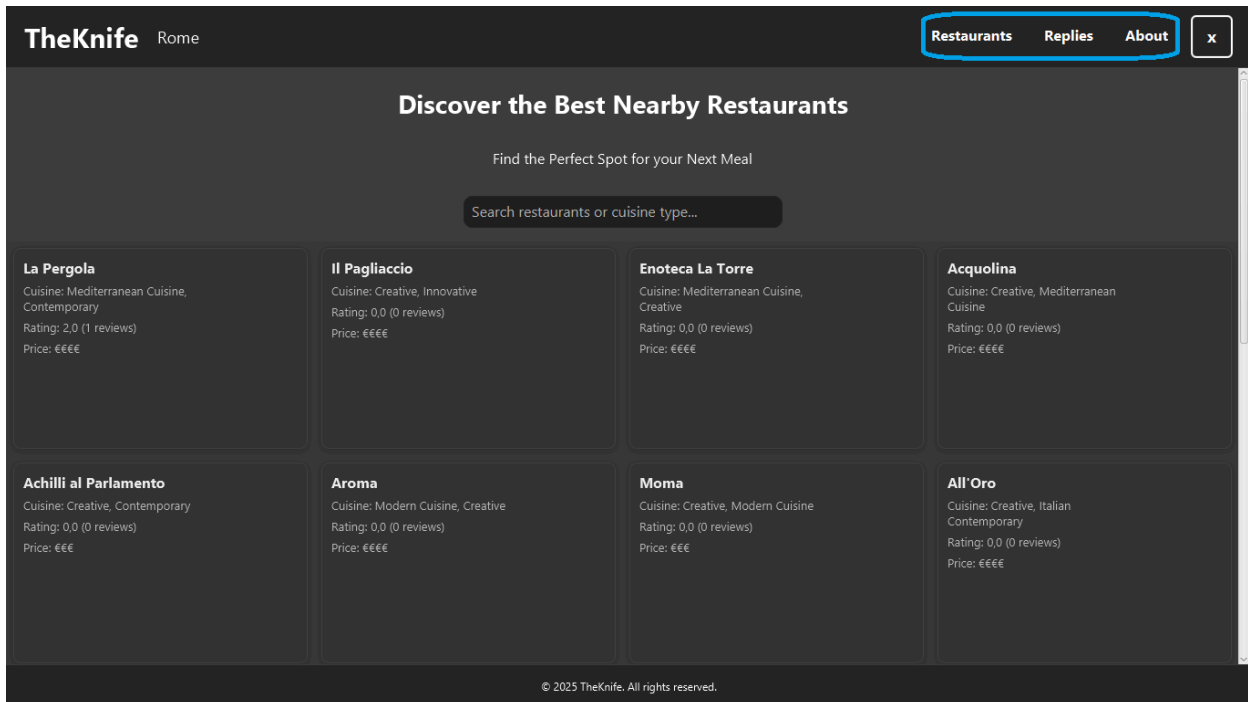 TheKnife Rome Restaurants Replies About x
Discover the Best Nearby Restaurants
Find the Perfect Spot for your Next Meal
Search restaurants or cuisine type...
La Pergola
Cuisine: Mediterranean Cuisine,
Contemporary
Rating: 2,0 (1 reviews)
Price: €€€€
Il Pagliaccio
Cuisine: Creative, Innovative
Rating: 0,0 (0 reviews)
Price: €€€€
Enoteca La Torre
Cuisine: Mediterranean Cuisine,
Creative
Rating: 0,0 (0 reviews)
Price: €€€€
Acquolina
Cuisine: Creative, Mediterranean
Cuisine
Rating: 0,0 (0 reviews)
Price: €€€€
Achilli al Parlamento
Cuisine: Creative, Contemporary
Rating: 0,0 (0 reviews)
Price: €€€
Aroma
Cuisine: Modern Cuisine, Creative
Rating: 0,0 (0 reviews)
Price: €€€€
Moma
Cuisine: Creative, Modern Cuisine
Rating: 0,0 (0 reviews)
Price: €€€
All'Oro
Cuisine: Creative, Italian
Contemporary
Rating: 0,0 (0 reviews)
Price: €€€€
© 2025 TheKnife. All rights reserved.